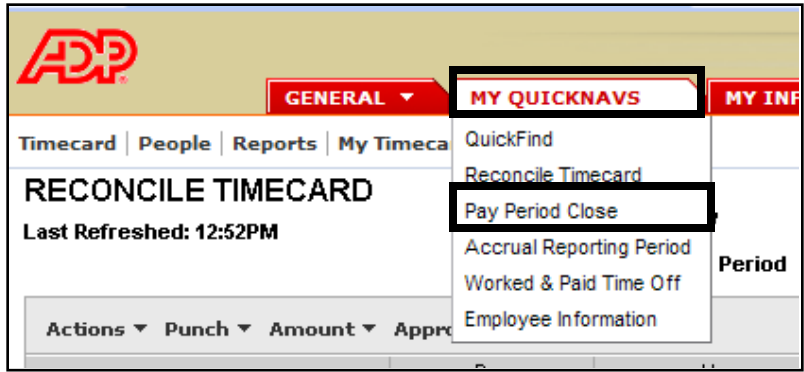 ADP
GENERAL MY QUICKNAVS MY INF
Timecard | People | Reports | My Timeca
QuickFind
Reconcile Timecard
Pay Period Close
Accrual Reporting Period
Worked & Paid Time Off
Employee Information
RECONCILE TIMECARD
Last Refreshed: 12:52PM
Period
Actions Punch Amount Appro